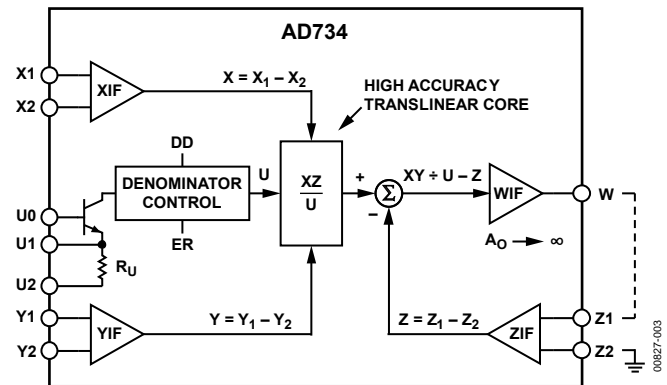 AD734
X1
X2
XIF
X = X1 – X2
HIGH ACCURACY
TRANSLINEAR CORE
DD
DENOMINATOR
CONTROL
ER
U
XZ
U
U0
U1
U2
RU
+
–
Σ
XY ÷ U – Z
WIF
AO → ∞
W
Y1
Y2
YIF
Y = Y1 – Y2
Z = Z1 – Z2
ZIF
Z1
Z2
00827-003